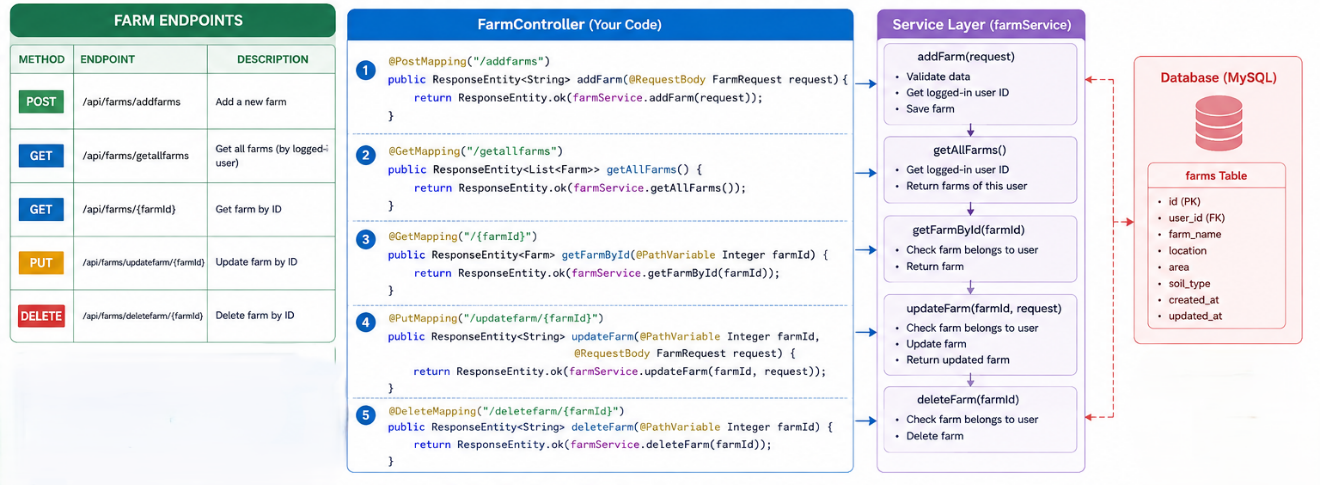 FARM ENDPOINTS
METHOD ENDPOINT DESCRIPTION
POST /api/farms/addfarms Add a new farm
GET /api/farms/getallfarms Get all farms (by logged-i
user)
GET /api/farms/{farmId} Get farm by ID
PUT /api/farms/updatefarm/{farmId} Update farm by ID
DELETE /api/farms/deletefarm/{farmId} Delete farm by ID
FarmController (Your Code)
1 @PostMapping("/addfarms")
public ResponseEntity<String> addFarm(@RequestBody FarmRequest request) {
return ResponseEntity.ok(farmService.addFarm(request));
}
2 @GetMapping("/getallfarms")
public ResponseEntity<List<Farm>> getAllFarms() {
return ResponseEntity.ok(farmService.getAllFarms());
}
3 @GetMapping("/{farmId}")
public ResponseEntity<Farm> getFarmById(@PathVariable Integer farmId) {
return ResponseEntity.ok(farmService.getFarmById(farmId));
}
4 @PutMapping("/updatefarm/{farmId}")
public ResponseEntity<String> updateFarm(@PathVariable Integer farmId,
@RequestBody FarmRequest request) {
return ResponseEntity.ok(farmService.updateFarm(farmId, request));
}
5 @DeleteMapping("/deletefarm/{farmId}")
public ResponseEntity<String> deleteFarm(@PathVariable Integer farmId) {
return ResponseEntity.ok(farmService.deleteFarm(farmId));
}
Service Layer (farmService)
addFarm(request)
• Validate data
• Get logged-in user ID
• Save farm
getAllFarms()
• Get logged-in user ID
• Return farms of this user
getFarmById(farmId)
• Check farm belongs to user
• Return farm
updateFarm(farmId, request)
• Check farm belongs to user
• Update farm
• Return updated farm
deleteFarm(farmId)
• Check farm belongs to user
• Delete farm
Database (MySQL)
farms Table
• id (PK)
• user_id (FK)
• farm_name
• location
• area
• soil_type
• created_at
• updated_at